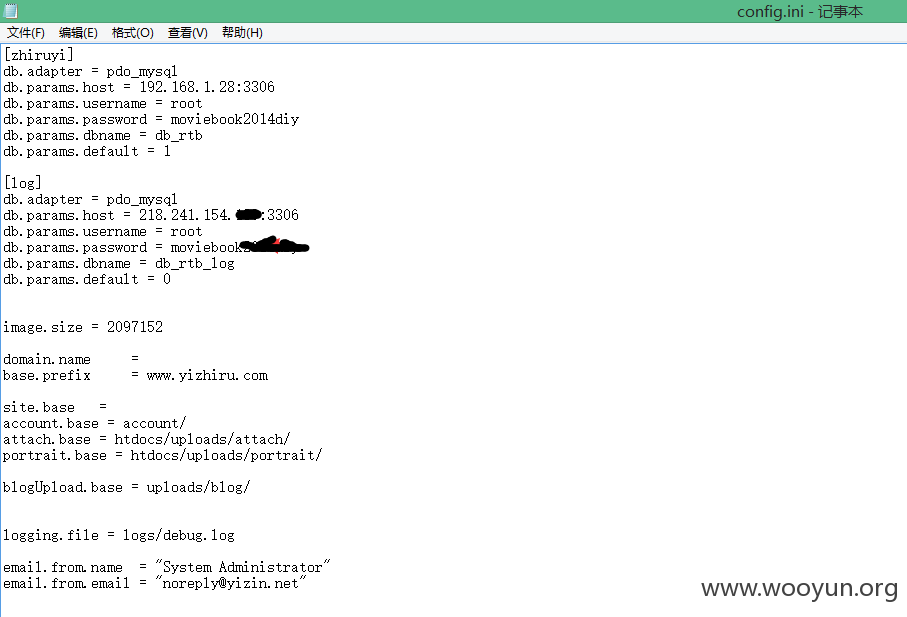 config.ini - 记事本
文件(F) 编辑(E) 格式(O) 查看(V) 帮助(H)
[zhiruyi]
db.adapter = pdo_mysql
db.params.host = 192.168.1.28:3306
db.params.username = root
db.params.password = moviebook2014diy
db.params.dbname = db_rtb
db.params.default = 1
[log]
db.adapter = pdo_mysql
db.params.host = 218.241.154. :3306
db.params.username = root
db.params.password = moviebook
db.params.dbname = db_rtb_log
db.params.default = 0
image.size = 2097152
domain.name =
base.prefix = www.yizhiru.com
site.base =
account.base = account/
attach.base = htdocs/uploads/attach/
portrait.base = htdocs/uploads/portrait/
blogUpload.base = uploads/blog/
logging.file = logs/debug.log
email.from.name = "System Administrator"
email.from.email = "noreply@yizin.net"
www.wooyun.org